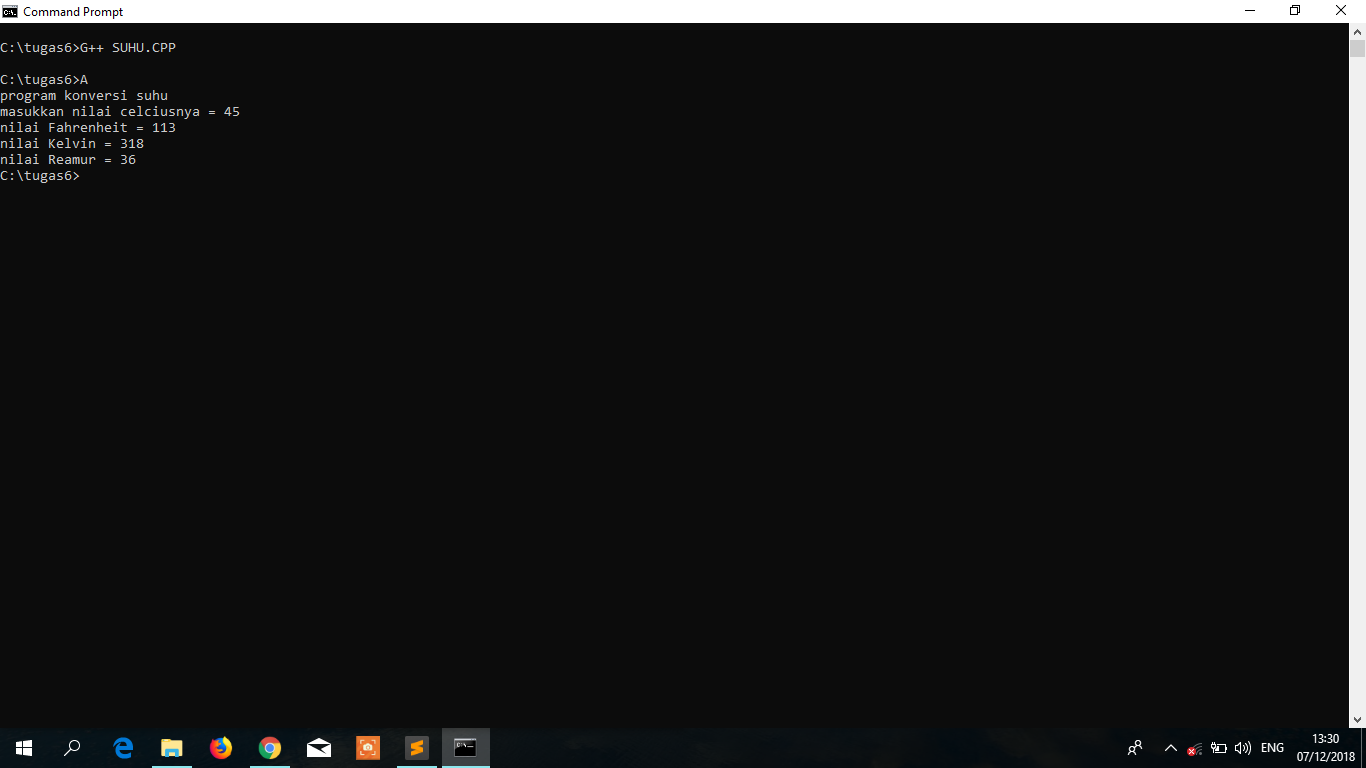 Command Prompt
C:\tugas6>G++ SUHU.CPP
C:\tugas6>A
program konversi suhu
masukkan nilai celciusnya = 45
nilai Fahrenheit = 113
nilai Kelvin = 318
nilai Reamur = 36
C:\tugas6>
ENG
13:30
07/12/2018